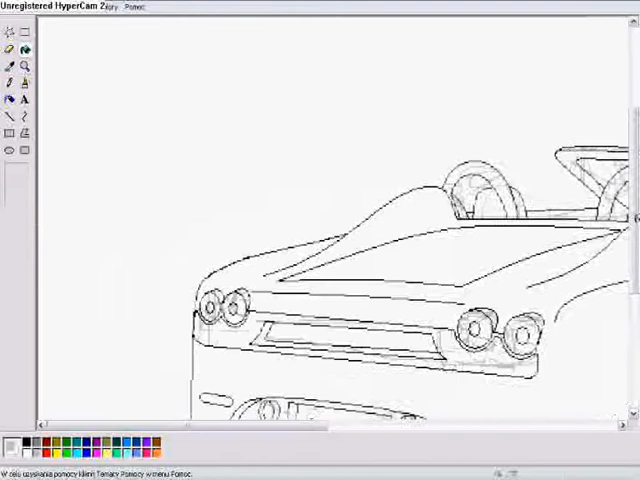 Unregistered HyperCam 2
Pomoc
A
W celu uzyskania pomocy kliknij Tematy Pomocy w menu Pomoc.